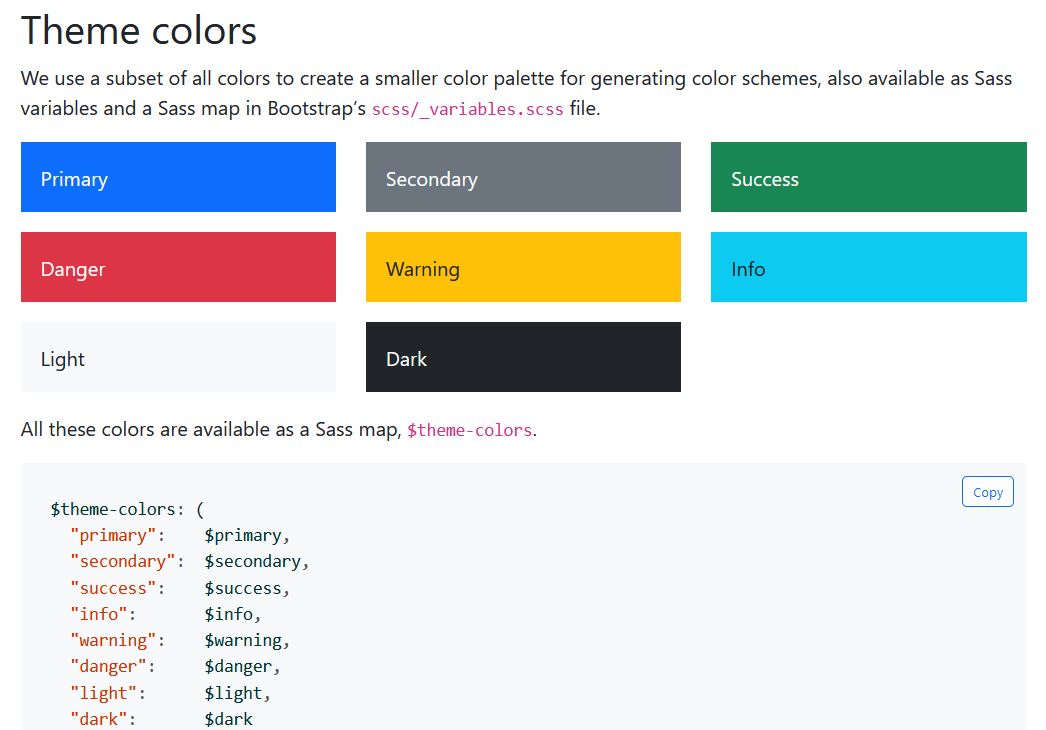 Theme colors
We use a subset of all colors to create a smaller color palette for generating color schemes, also available as Sass
variables and a Sass map in Bootstrap’s scss/_variables.scss file.
Primary
Secondary
Success
Danger
Warning
Info
Light
Dark
All these colors are available as a Sass map, $theme-colors.
Copy
$theme-colors: (
  "primary":    $primary,
  "secondary":  $secondary,
  "success":    $success,
  "info":       $info,
  "warning":    $warning,
  "danger":     $danger,
  "light":      $light,
  "dark":       $dark